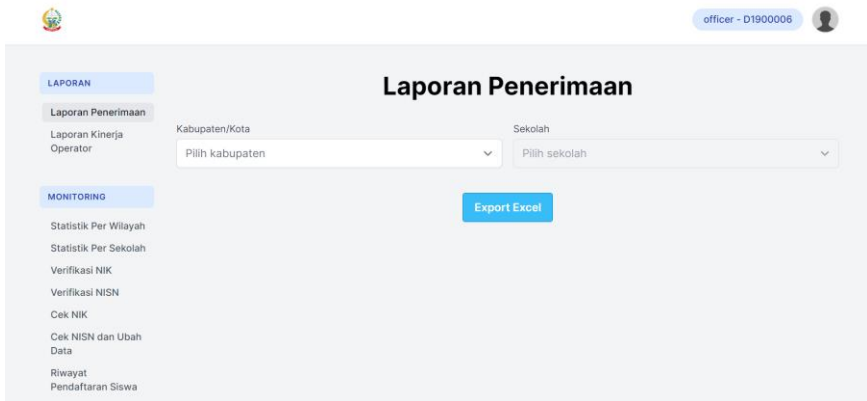 officer - D1900006
LAPORAN
Laporan Penerimaan
Laporan Kinerja
Operator
MONITORING
Statistik Per Wilayah
Statistik Per Sekolah
Verifikasi NIK
Verifikasi NISN
Cek NIK
Cek NISN dan Ubah
Data
Riwayat
Pendaftaran Siswa
Laporan Penerimaan
Kabupaten/Kota
Pilih kabupaten
Sekolah
Pilih sekolah
Export Excel